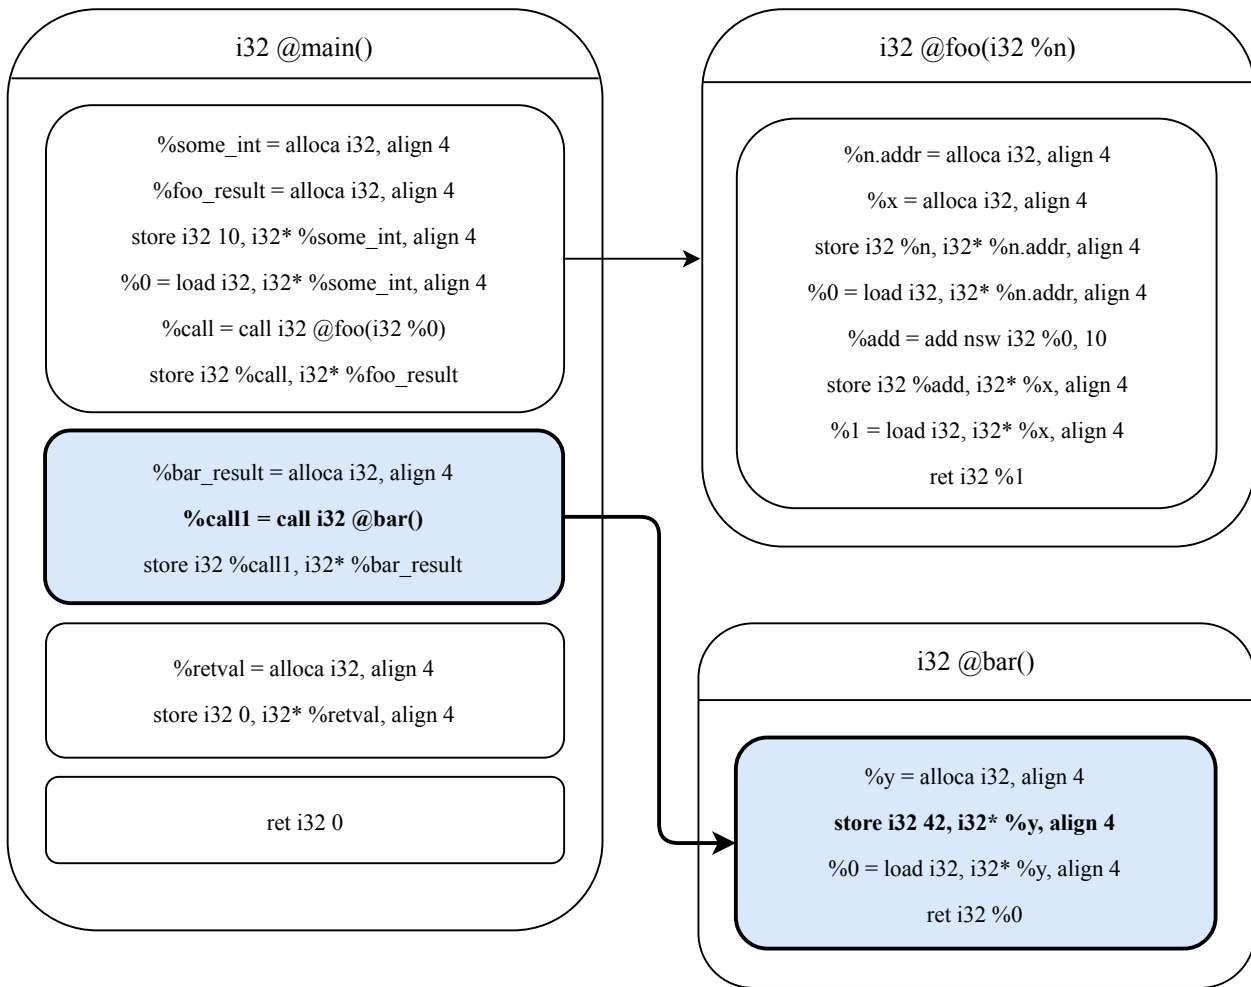 i32 @main()
%some_int = alloca i32, align 4
%foo_result = alloca i32, align 4
store i32 10, i32* %some_int, align 4
%0 = load i32, i32* %some_int, align 4
%call = call i32 @foo(i32 %0)
store i32 %call, i32* %foo_result
%bar_result = alloca i32, align 4
%call1 = call i32 @bar()
store i32 %call1, i32* %bar_result
%retval = alloca i32, align 4
store i32 0, i32* %retval, align 4
ret i32 0
i32 @foo(i32 %n)
%n.addr = alloca i32, align 4
%x = alloca i32, align 4
store i32 %n, i32* %n.addr, align 4
%0 = load i32, i32* %n.addr, align 4
%add = add nsw i32 %0, 10
store i32 %add, i32* %x, align 4
%1 = load i32, i32* %x, align 4
ret i32 %1
i32 @bar()
%y = alloca i32, align 4
store i32 42, i32* %y, align 4
%0 = load i32, i32* %y, align 4
ret i32 %0